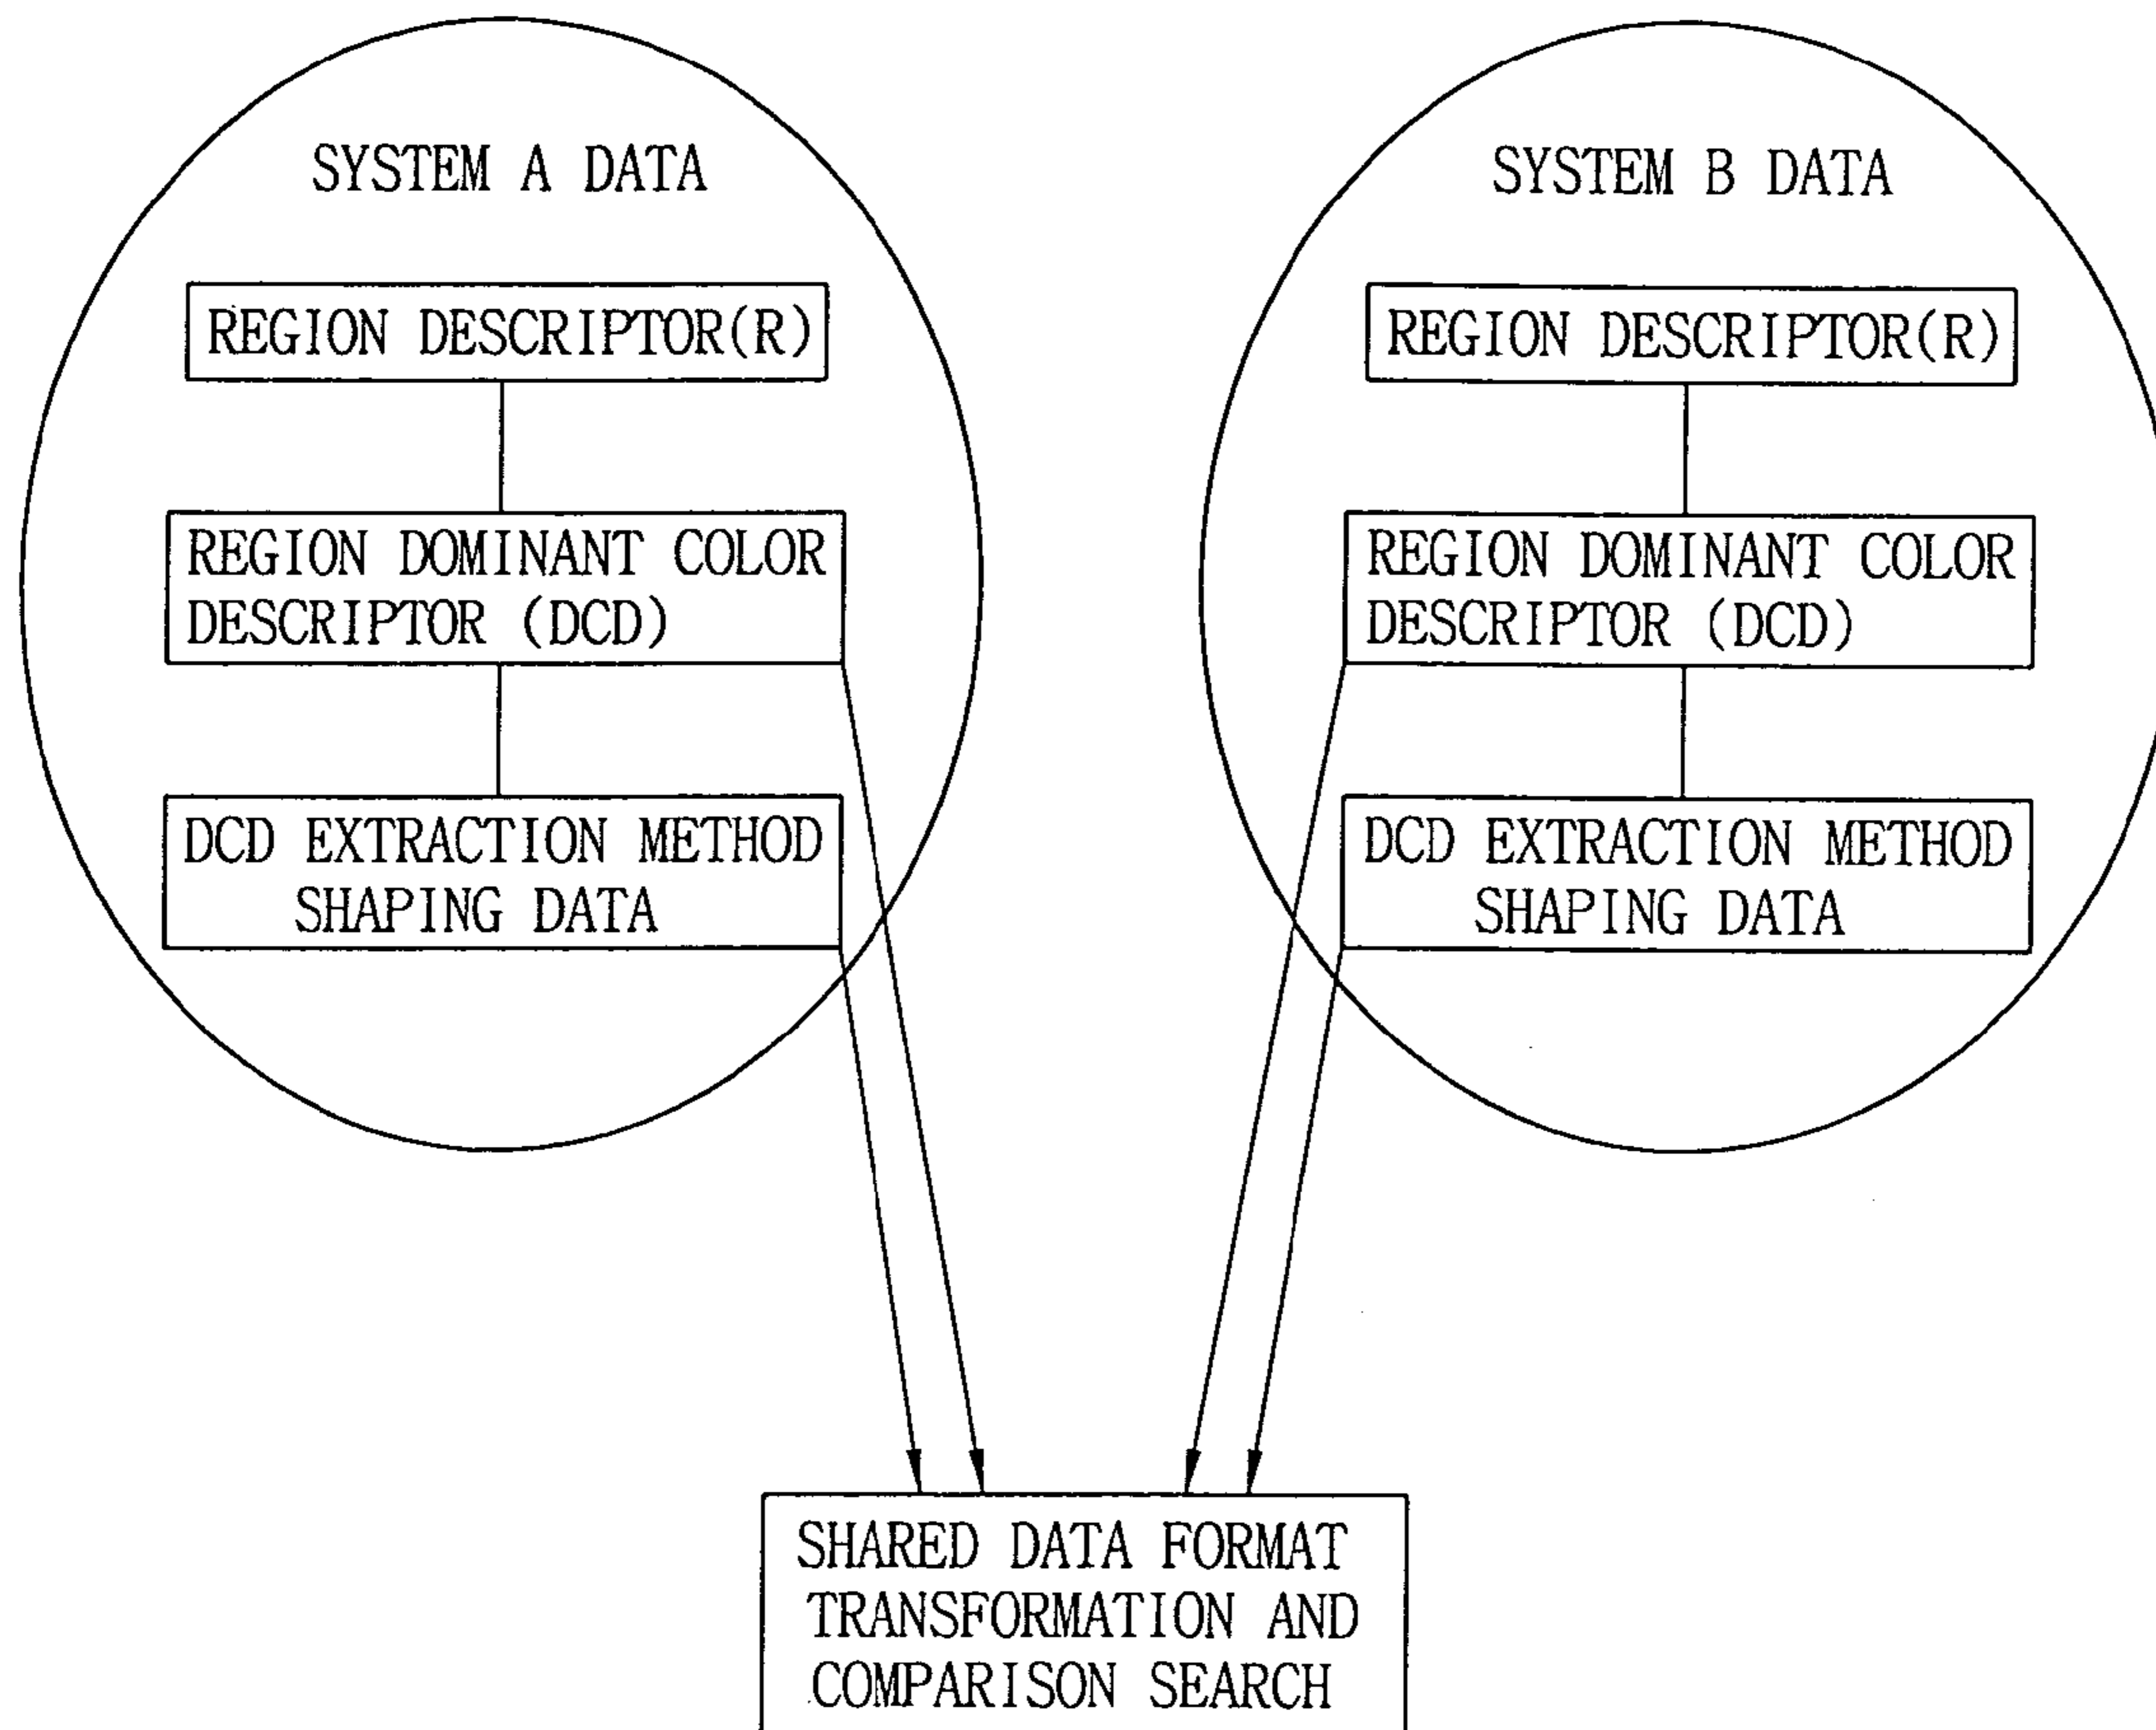 SYSTEM A DATA
REGION DESCRIPTOR(R)
REGION DOMINANT COLOR
DESCRIPTOR (DCD)
DCD EXTRACTION METHOD
SHAPING DATA
SYSTEM B DATA
REGION DESCRIPTOR(R)
REGION DOMINANT COLOR
DESCRIPTOR (DCD)
DCD EXTRACTION METHOD
SHAPING DATA
SHARED DATA FORMAT
TRANSFORMATION AND
COMPARISON SEARCH